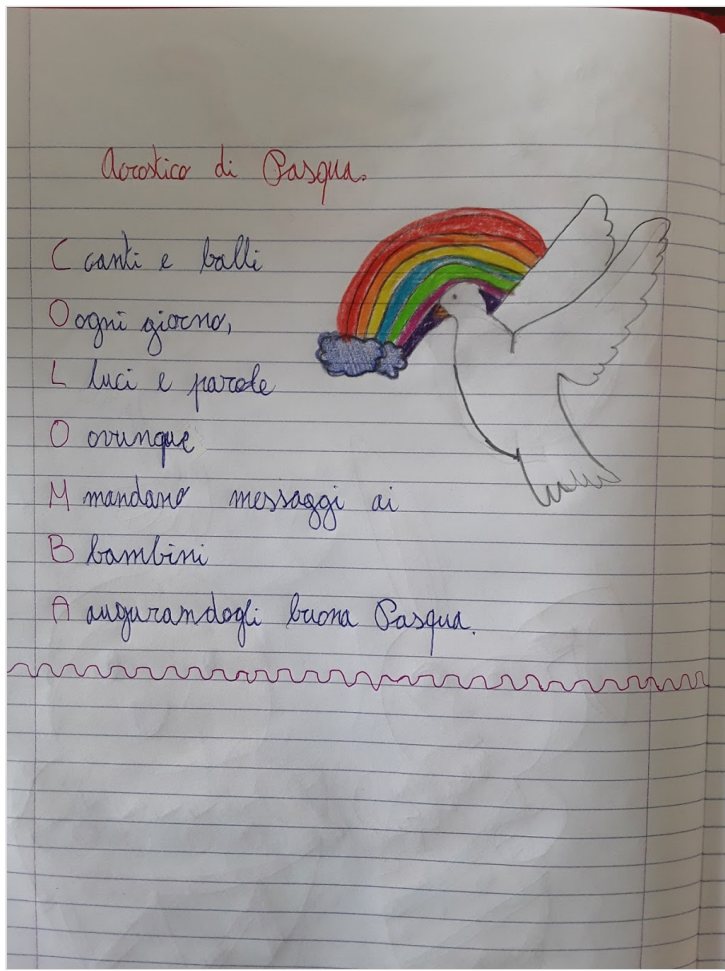 Acrostico di Pasqua.
C canti e balli
O ogni giorno,
L luci e parole
O ovunque
M mandano messaggi ai
B bambini
A augurandogli buona Pasqua.